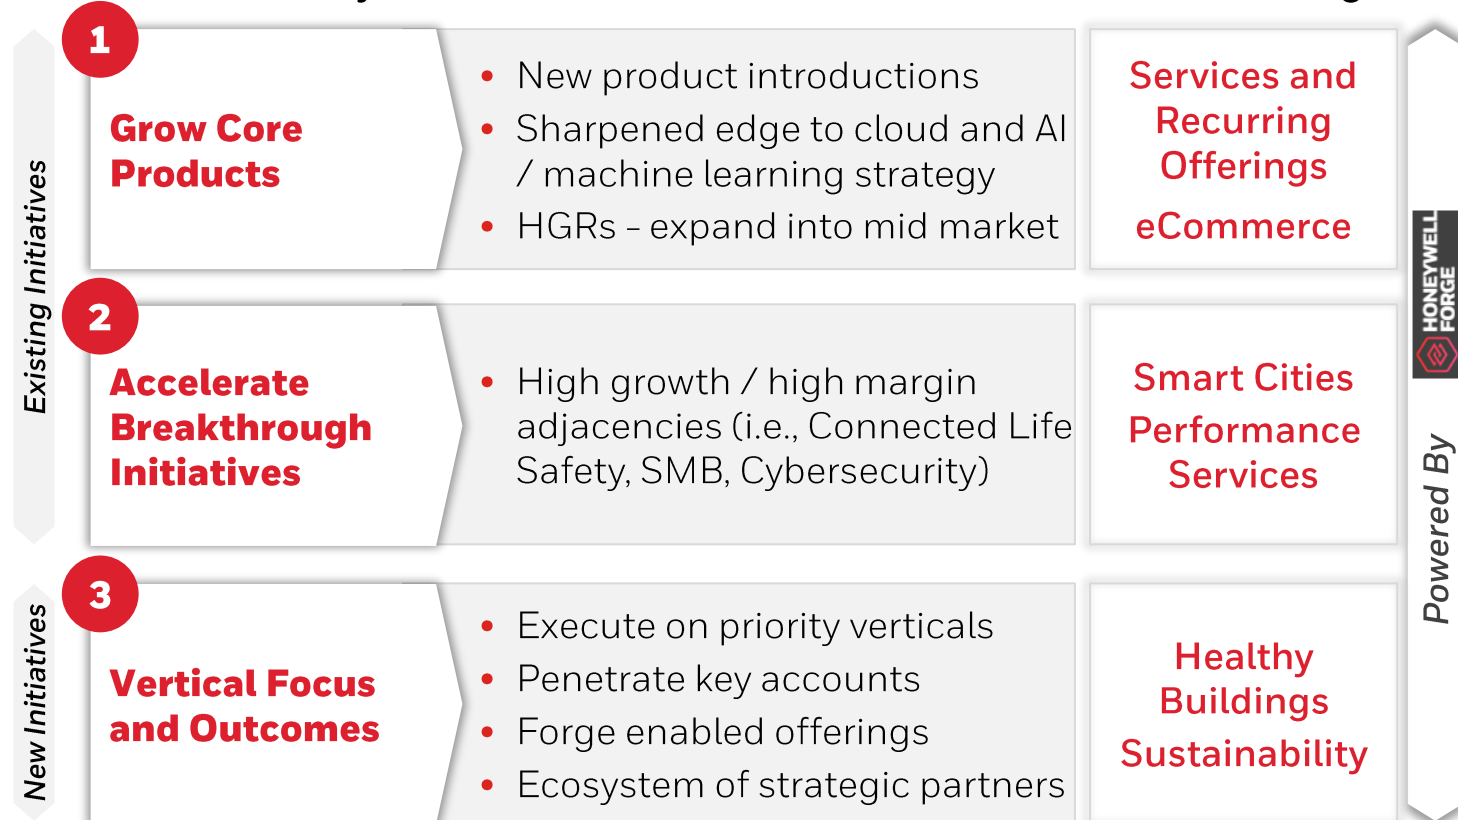 1
Grow Core
Products
• New product introductions
• Sharpened edge to cloud and AI
/ machine learning strategy
• HGRs – expand into mid market
Services and
Recurring
Offerings
eCommerce
Existing Initiatives
2
Accelerate
Breakthrough
Initiatives
• High growth / high margin
adjacencies (i.e., Connected Life
Safety, SMB, Cybersecurity)
Smart Cities
Performance
Services
New Initiatives
3
Vertical Focus
and Outcomes
• Execute on priority verticals
• Penetrate key accounts
• Forge enabled offerings
• Ecosystem of strategic partners
Healthy
Buildings
Sustainability
Powered By
HONEYWELL
FORGE